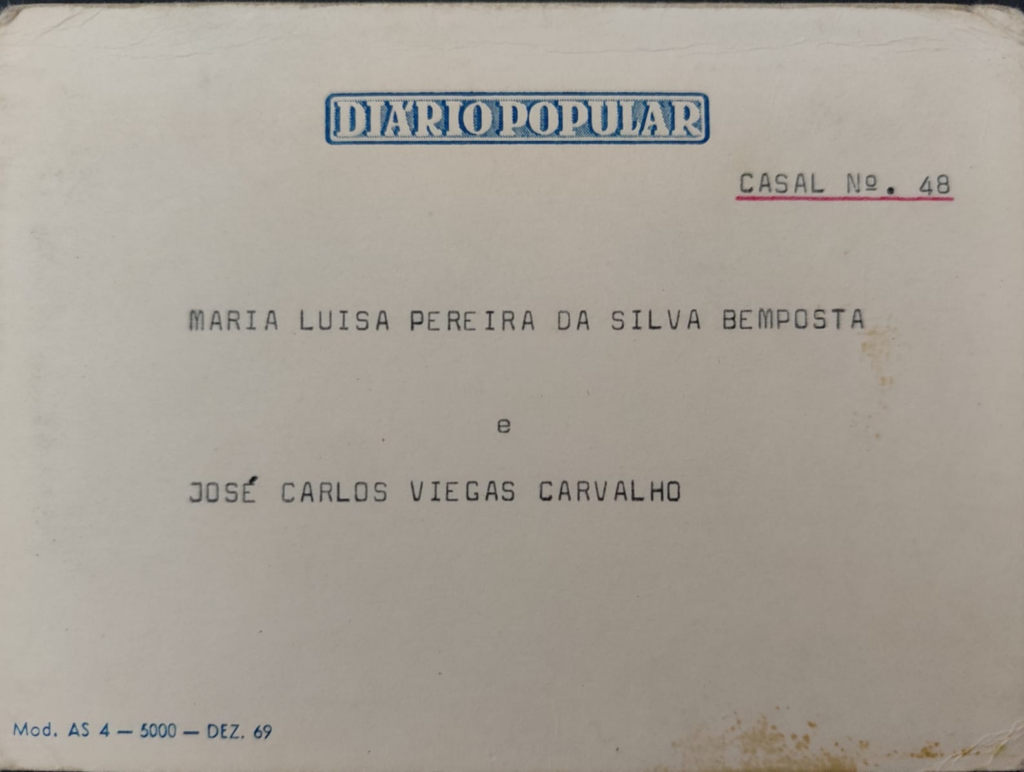 DIÁRIO POPULAR
CASAL Nº. 48
MARIA LUISA PEREIRA DA SILVA BEMPOSTA
e
JOSÉ CARLOS VIEGAS CARVALHO
Mod. AS 4 — 5000 — DEZ. 69